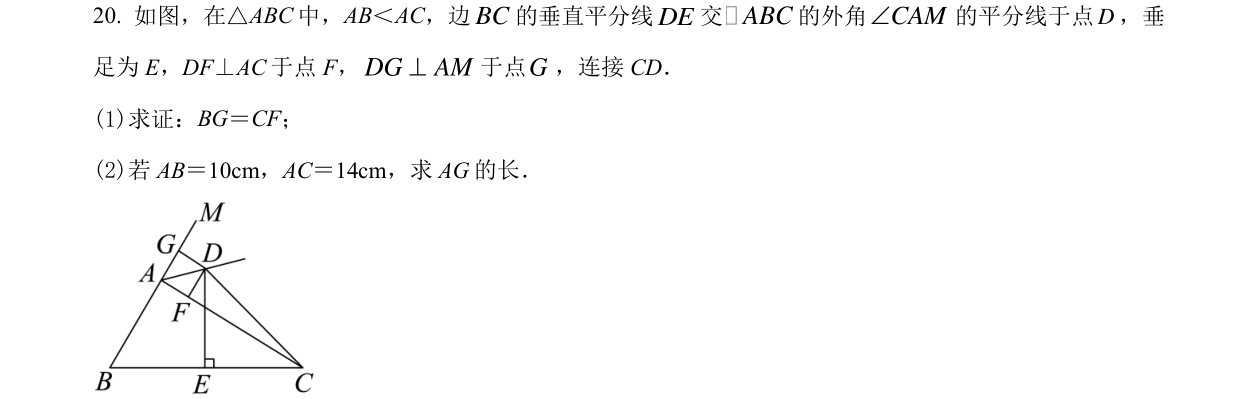 20. 如图，在△ABC中，AB＜AC，边BC的垂直平分线DE交▯ABC的外角∠CAM的平分线于点D，垂
足为E，DF⊥AC于点F，DG⊥AM于点G，连接CD．
(1)求证：BG＝CF；
(2)若AB＝10cm，AC＝14cm，求AG的长．
M
G
D
A
F
B
E
C